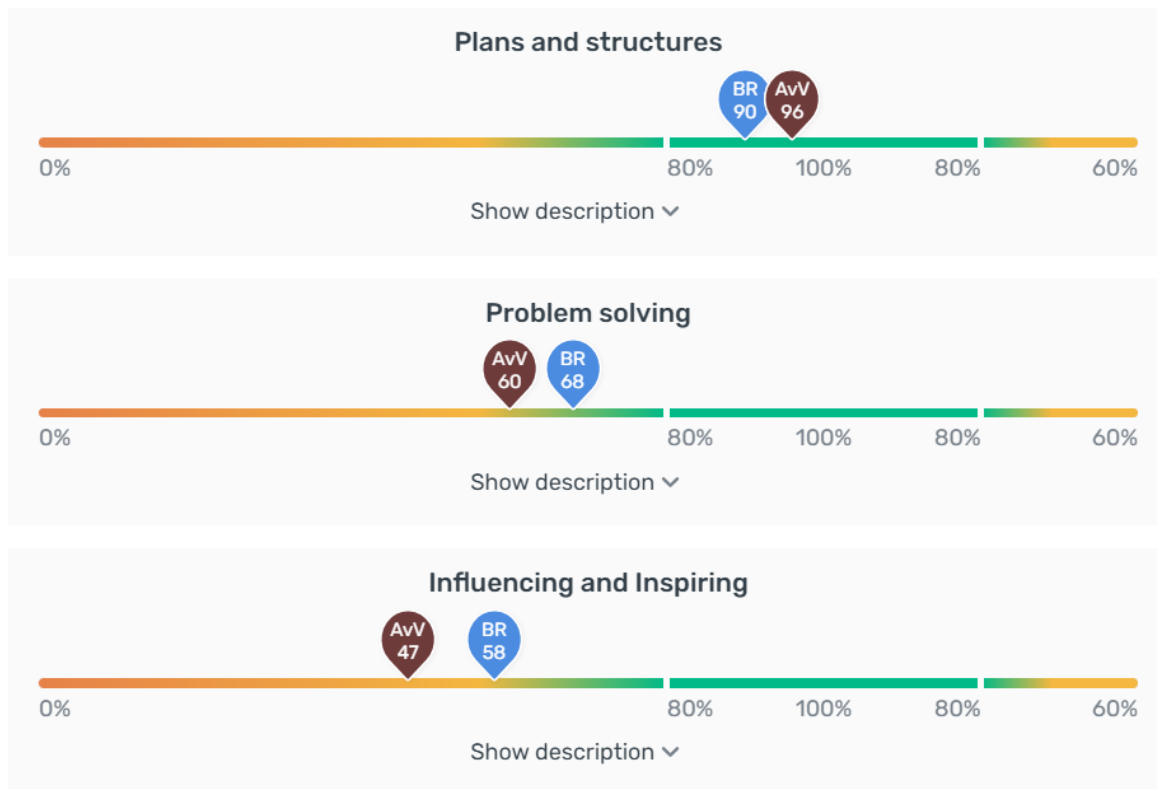 Plans and structures
BR
90
AvV
96
0%
80%
100%
80%
60%
Show description
Problem solving
AvV
60
BR
68
0%
80%
100%
80%
60%
Show description
Influencing and Inspiring
AvV
47
BR
58
0%
80%
100%
80%
60%
Show description